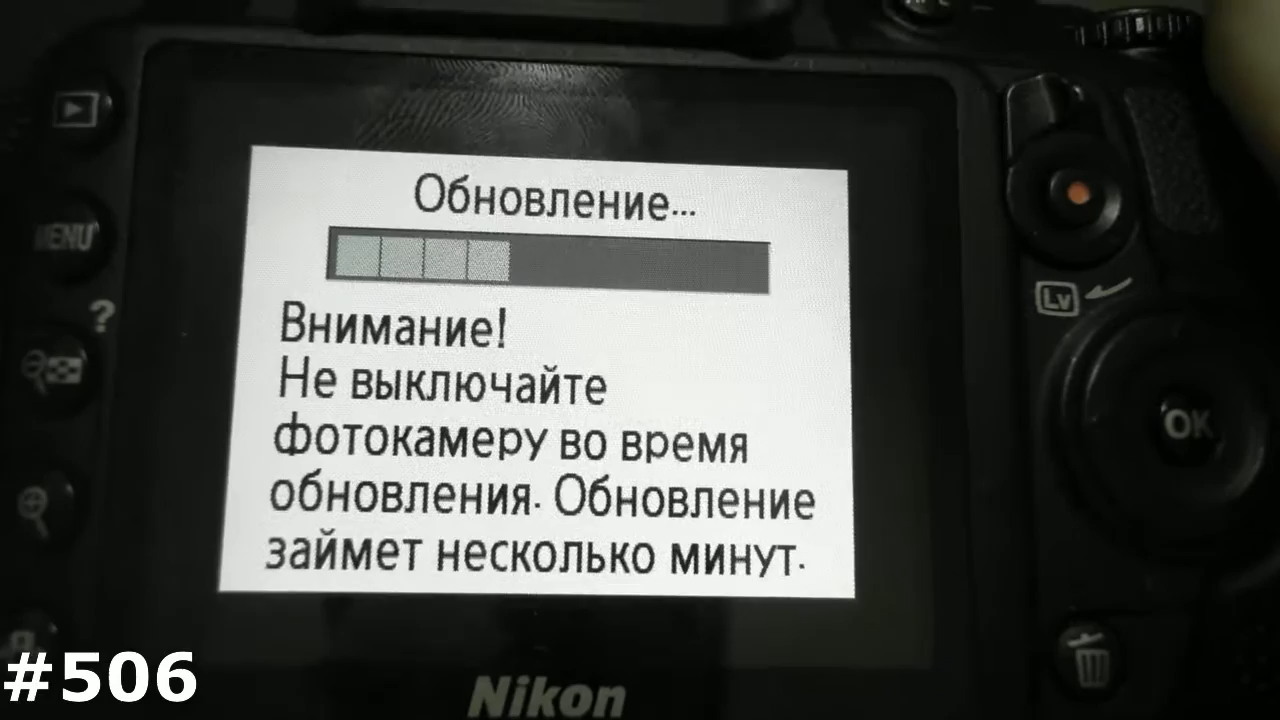 Обновление...
Внимание!
Не выключайте
фотокамеру во время
обновления. Обновление
займет несколько минут.
MENU
?
Lv
OK
#506
Nikon